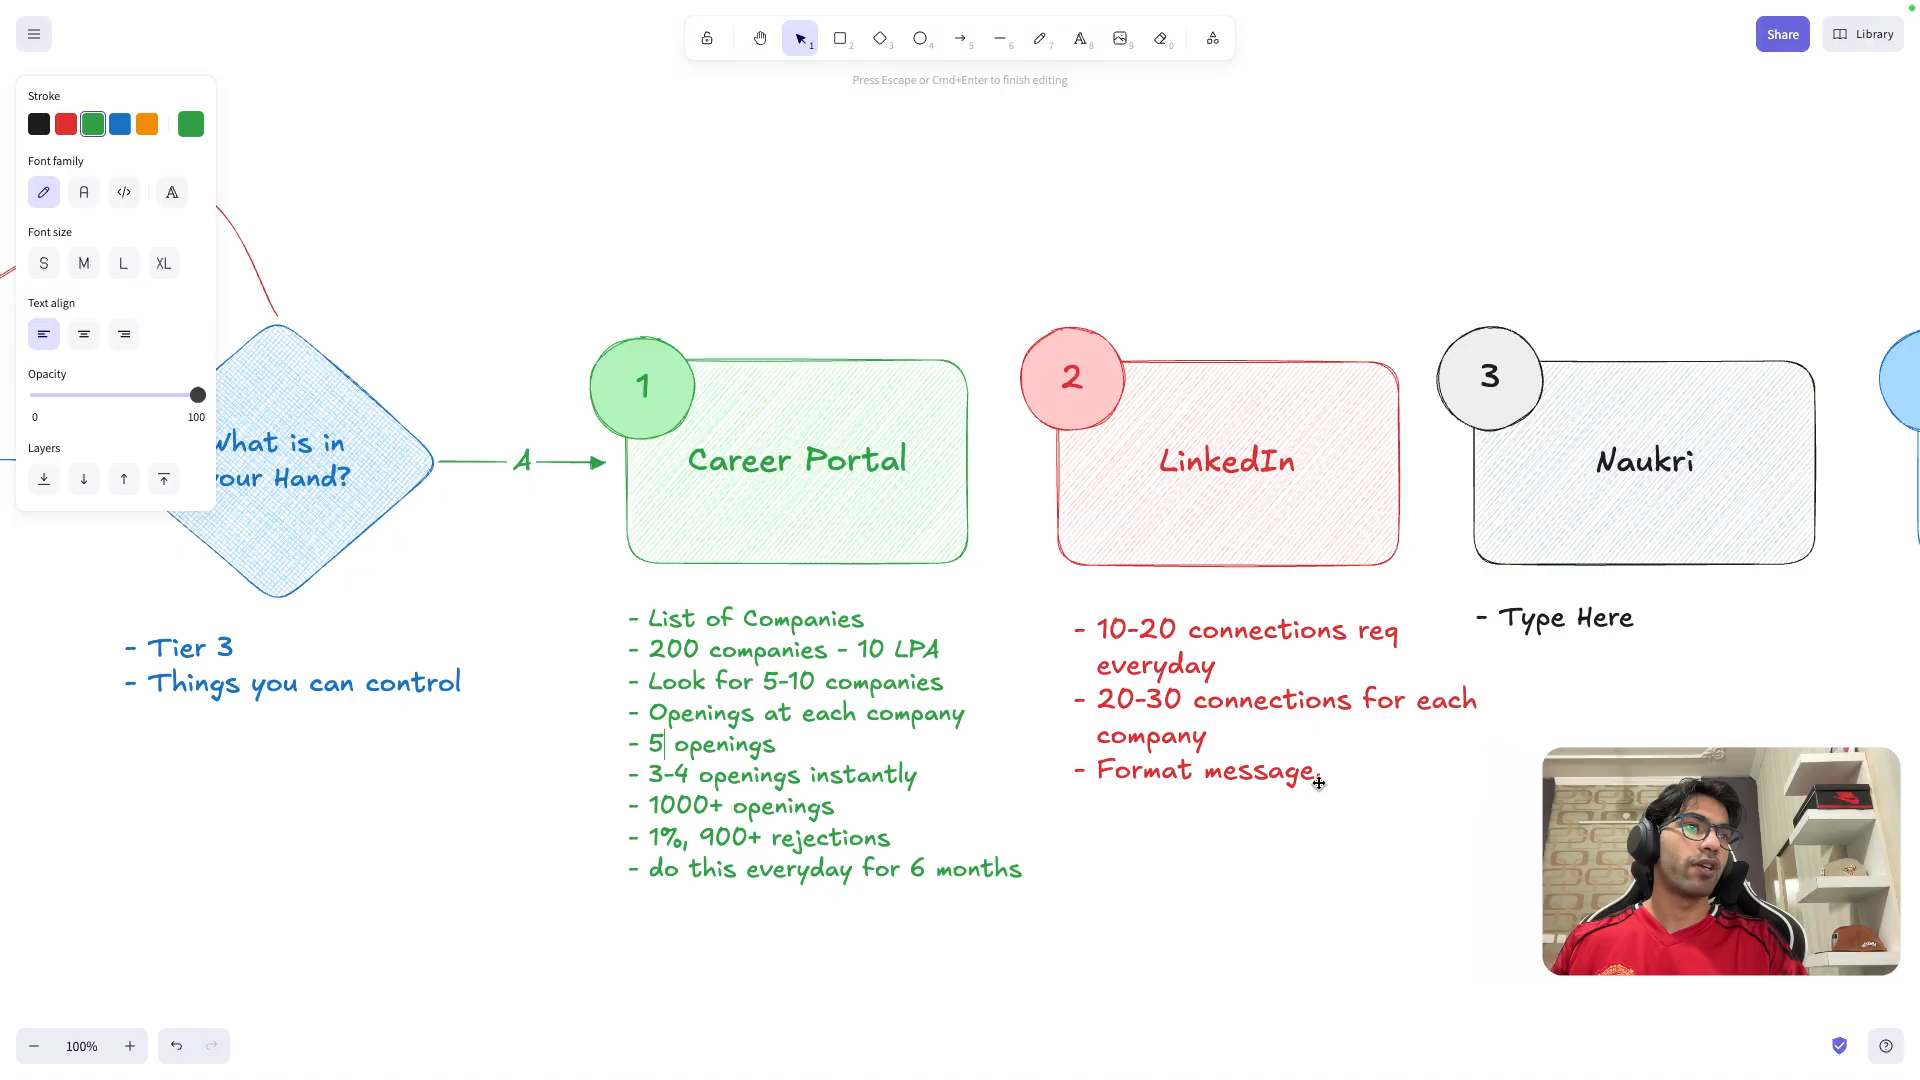 Share
Library
Press Escape or Cmd+Enter to finish editing
Stroke
Font family
Font size
S M L XL
Text align
Opacity
0 100
Layers
What is in
your Hand?
- Tier 3
- Things you can control
A
1
Career Portal
- List of Companies
- 200 companies - 10 LPA
- Look for 5-10 companies
- Openings at each company
- 5 openings
- 3-4 openings instantly
- 1000+ openings
- 1%, 900+ rejections
- do this everyday for 6 months
2
LinkedIn
- 10-20 connections req
everyday
- 20-30 connections for each
company
- Format message.
3
Naukri
- Type Here
100%